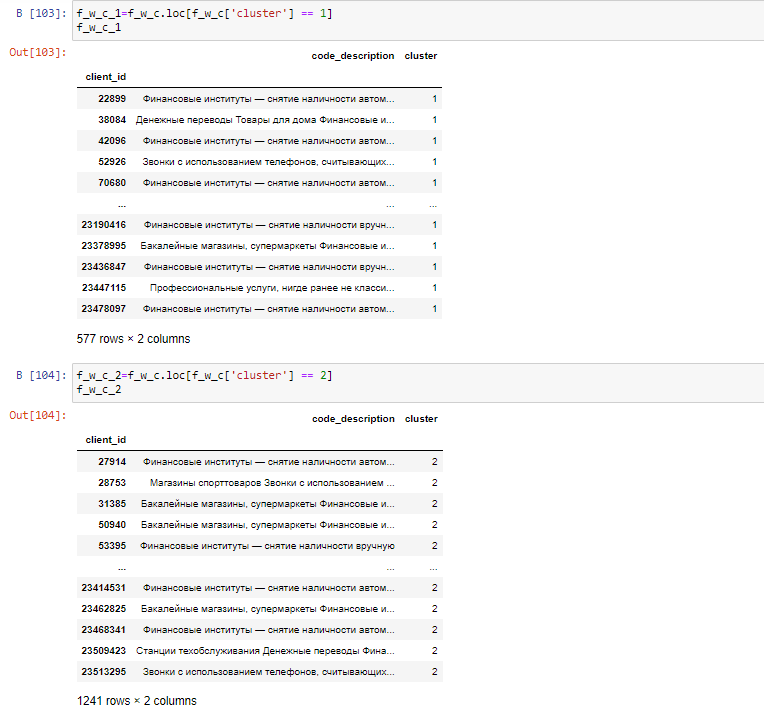 В [103]: f_w_c_1=f_w_c.loc[f_w_c['cluster'] == 1]
f_w_c_1
Out[103]:
code_description cluster
client_id
22899 Финансовые институты — снятие наличности автом... 1
38084 Денежные переводы Товары для дома Финансовые и... 1
42096 Финансовые институты — снятие наличности автом... 1
52926 Звонки с использованием телефонов, считывающих... 1
70680 Финансовые институты — снятие наличности автом... 1
... ... ...
23190416 Финансовые институты — снятие наличности вручн... 1
23378995 Бакалейные магазины, супермаркеты Финансовые и... 1
23436847 Финансовые институты — снятие наличности вручн... 1
23447115 Профессиональные услуги, нигде ранее не класси... 1
23478097 Финансовые институты — снятие наличности автом... 1
577 rows × 2 columns
В [104]: f_w_c_2=f_w_c.loc[f_w_c['cluster'] == 2]
f_w_c_2
Out[104]:
code_description cluster
client_id
27914 Финансовые институты — снятие наличности автом... 2
28753 Магазины спорттоваров Звонки с использованием ... 2
31385 Бакалейные магазины, супермаркеты Финансовые и... 2
50940 Бакалейные магазины, супермаркеты Финансовые и... 2
53395 Финансовые институты — снятие наличности вручную 2
... ... ...
23414531 Финансовые институты — снятие наличности автом... 2
23462825 Бакалейные магазины, супермаркеты Финансовые и... 2
23468341 Финансовые институты — снятие наличности автом... 2
23509423 Станции техобслуживания Денежные переводы Фина... 2
23513295 Звонки с использованием телефонов, считывающих... 2
1241 rows × 2 columns